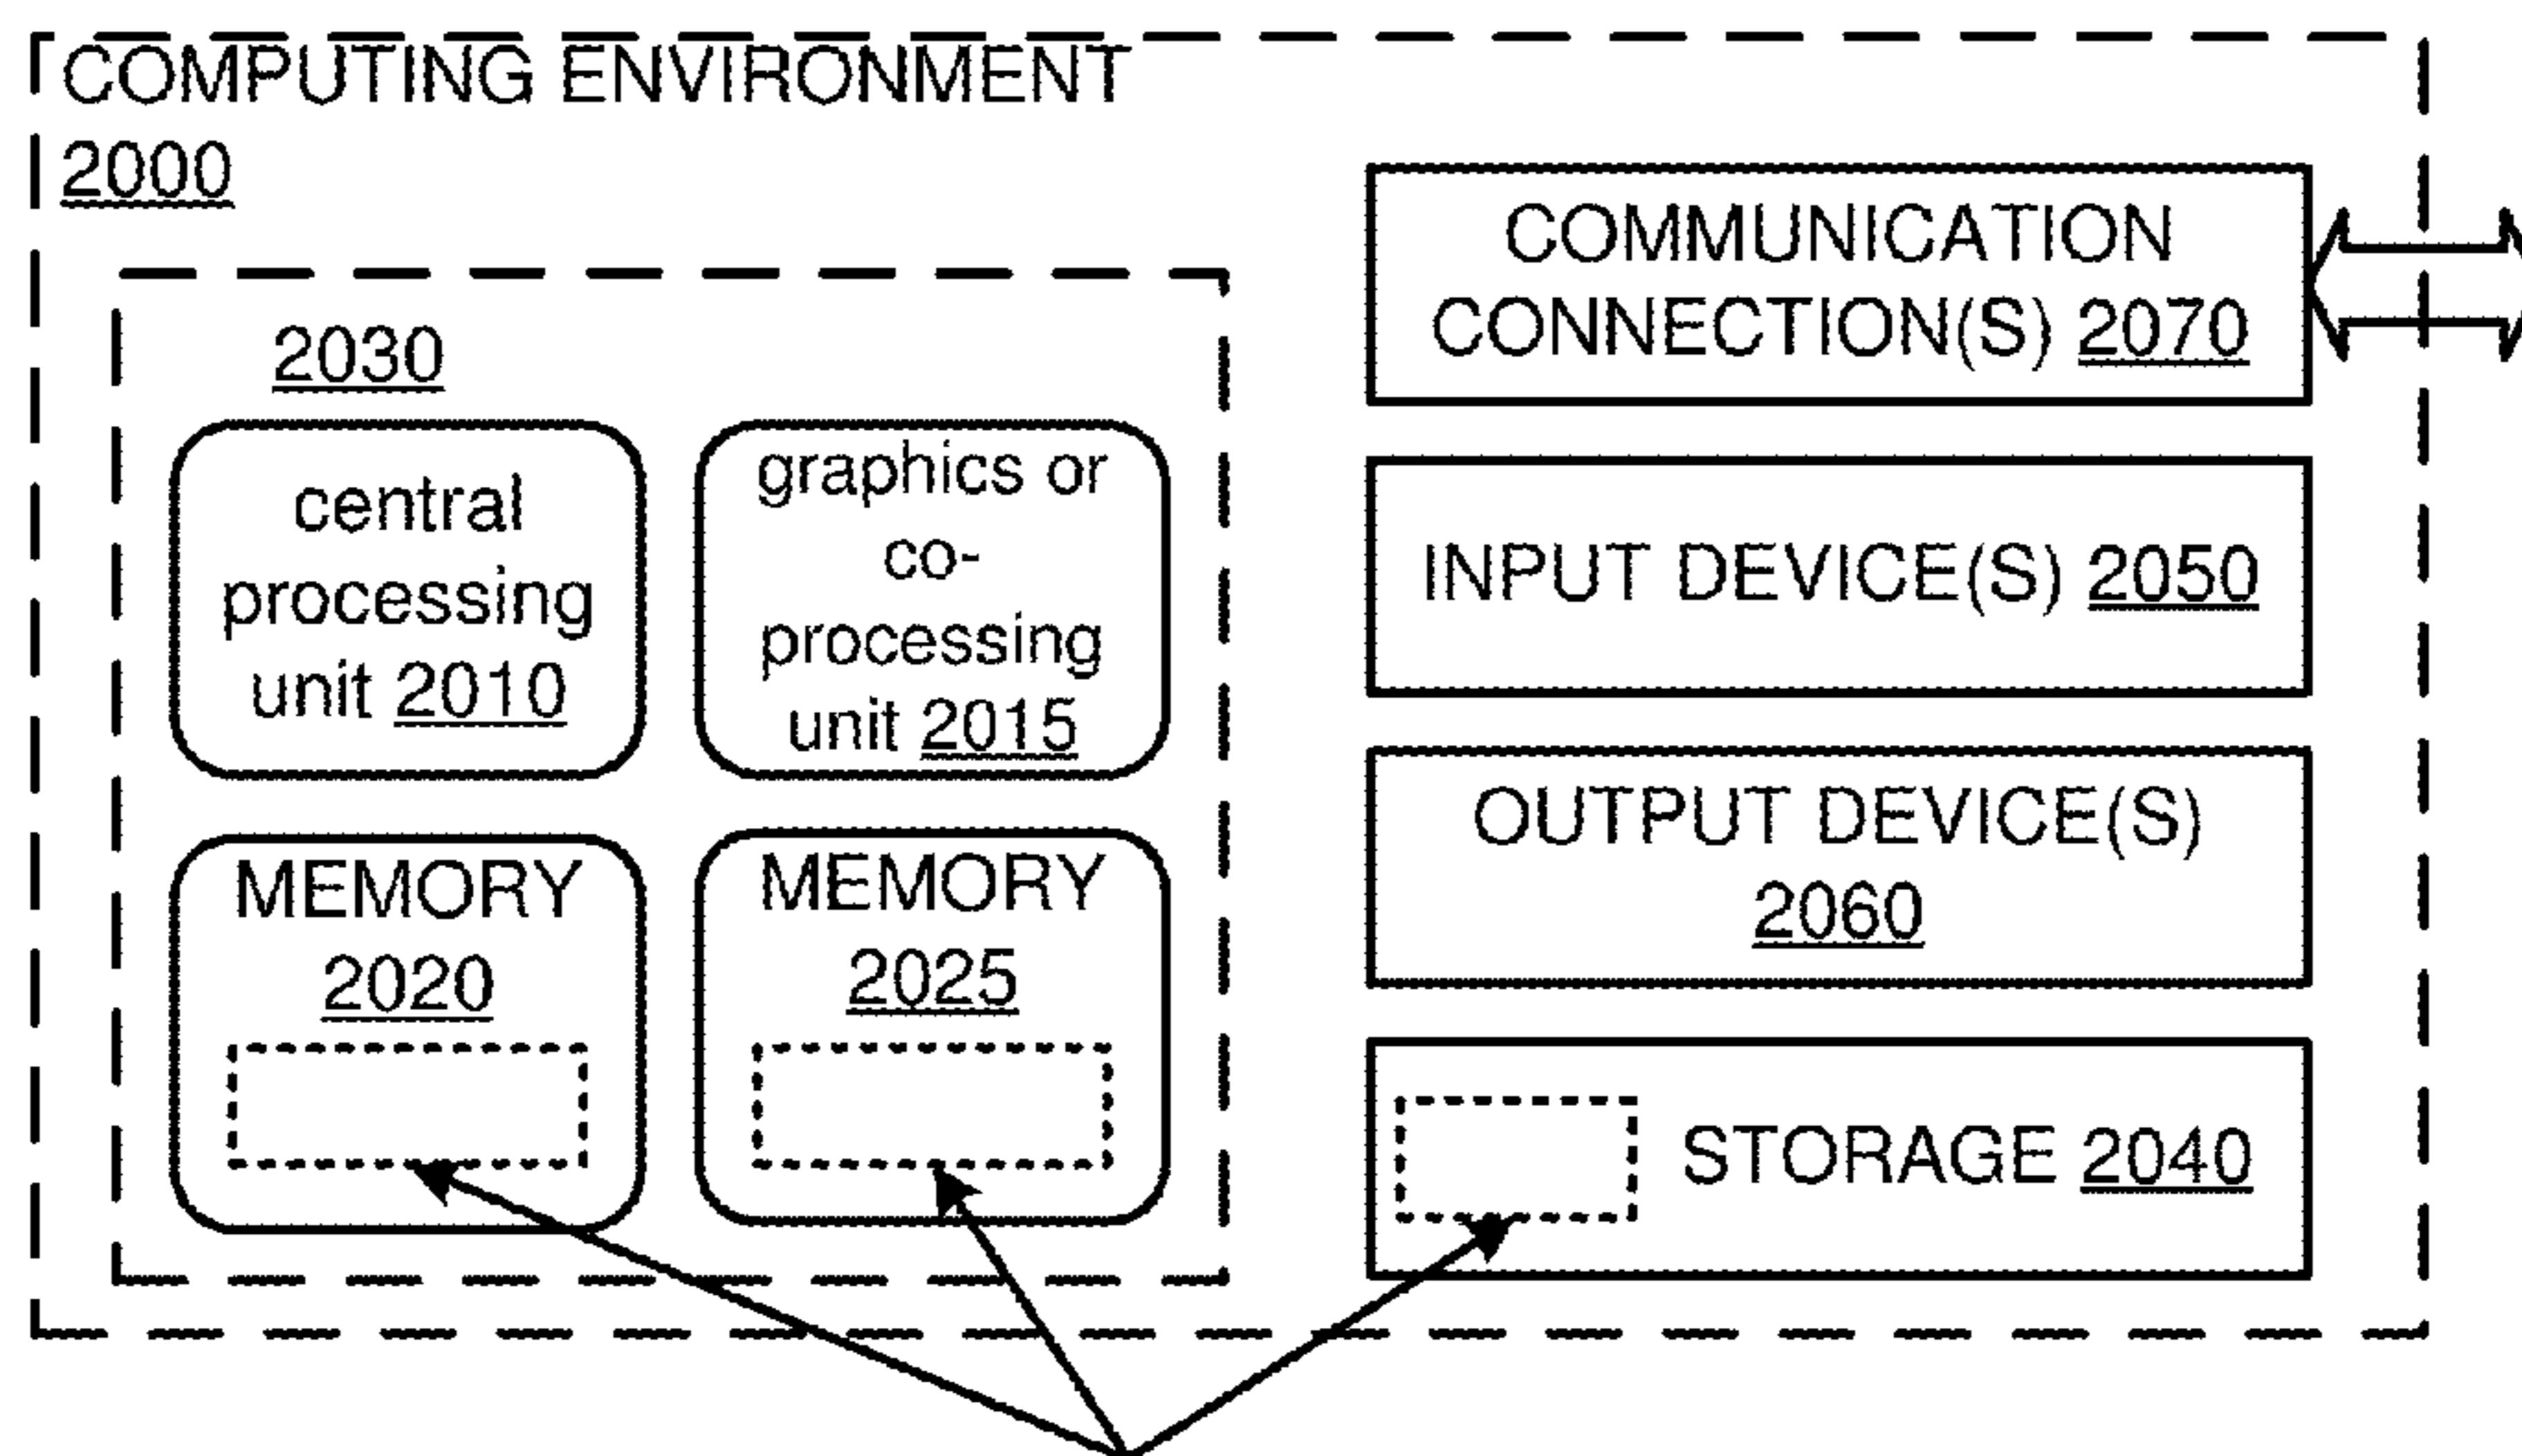 COMPUTING ENVIRONMENT
2000
2030
central
processing
unit 2010
graphics or
co-
processing
unit 2015
MEMORY
2020
MEMORY
2025
COMMUNICATION
CONNECTION(S) 2070
INPUT DEVICE(S) 2050
OUTPUT DEVICE(S)
2060
STORAGE 2040